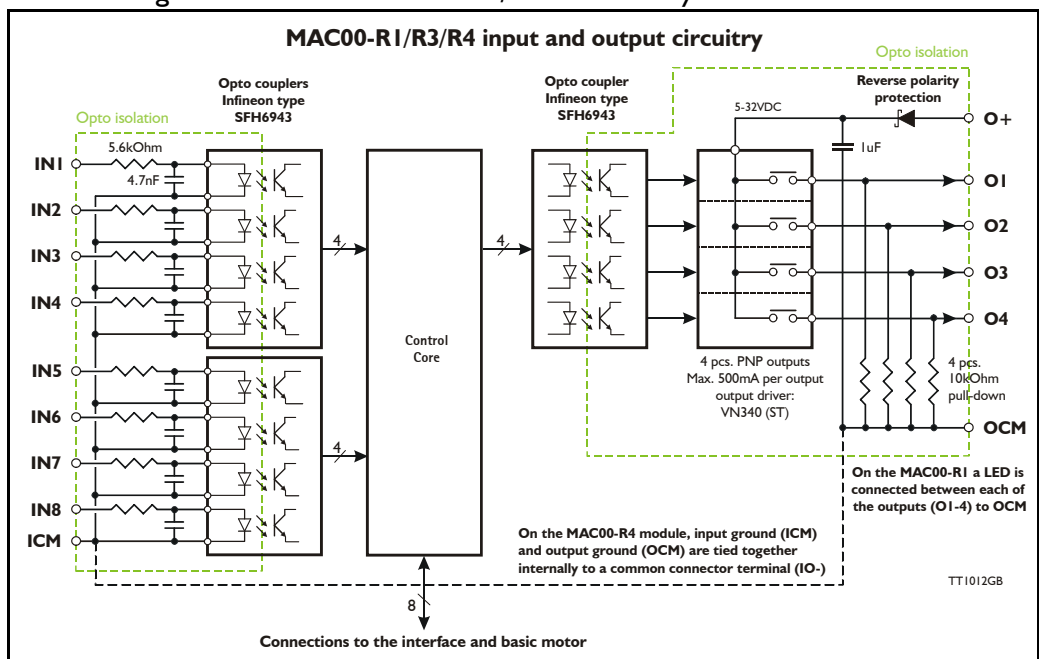 MAC00-R1/R3/R4 input and output circuitry
Opto isolation
Opto couplers
Infineon type
SFH6943
Opto coupler
Infineon type
SFH6943
Reverse polarity
protection
Opto isolation
5-32VDC
O+
1uF
IN1
5.6kOhm
4.7nF
IN2
IN3
IN4
IN5
IN6
IN7
IN8
ICM
4
4
4
Control
Core
O1
O2
O3
O4
4 pcs. PNP outputs
Max. 500mA per output
output driver:
VN340 (ST)
4 pcs.
10kOhm
pull-down
OCM
On the MAC00-R1 a LED is
connected between each of
the outputs (O1-4) to OCM
On the MAC00-R4 module, input ground (ICM)
and output ground (OCM) are tied together
internally to a common connector terminal (IO-)
TT1012GB
8
Connections to the interface and basic motor